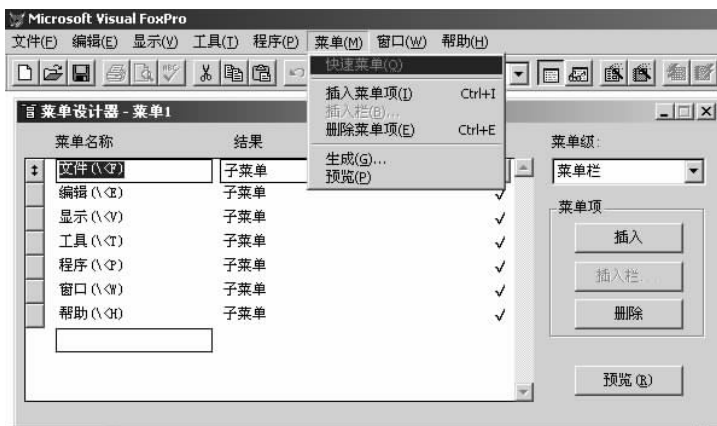 Microsoft Visual FoxPro
文件(F) 编辑(E) 显示(V) 工具(T) 程序(P) 菜单(M) 窗口(W) 帮助(H)
快速菜单(Q)
插入菜单项(I) Ctrl+I
插入栏(B)...
删除菜单项(E) Ctrl+E
生成(G)...
预览(P)
菜单设计器 - 菜单1
菜单名称 结果 菜单级:
文件(\<F) 子菜单 菜单栏
编辑(\<E) 子菜单
显示(\<V) 子菜单
工具(\<T) 子菜单
程序(\<P) 子菜单
窗口(\<W) 子菜单
帮助(\<H) 子菜单
菜单项
插入
插入栏...
删除
预览(R)